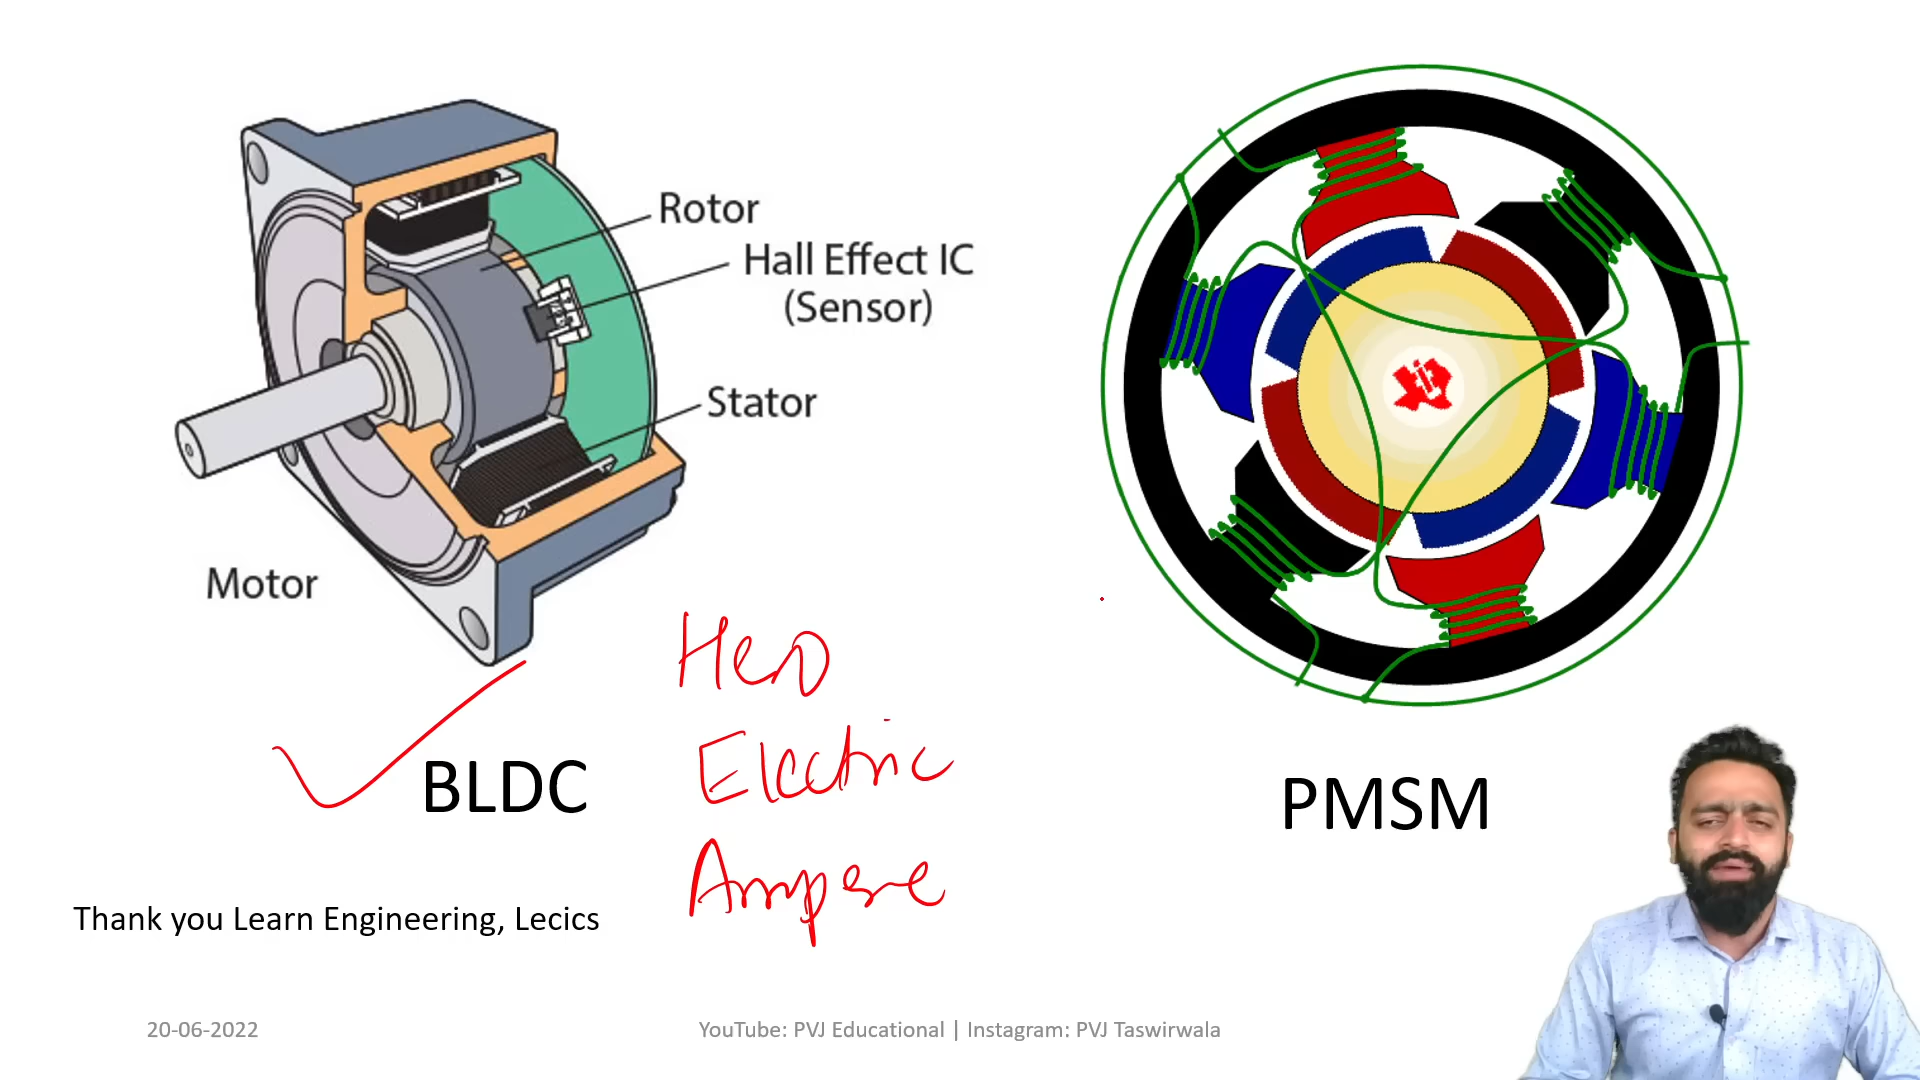 Rotor
Hall Effect IC
(Sensor)
Stator
Motor
Hero
Electric
Ampere
BLDC
PMSM
Thank you Learn Engineering, Lecics
20-06-2022
YouTube: PVJ Educational | Instagram: PVJ Taswirwala